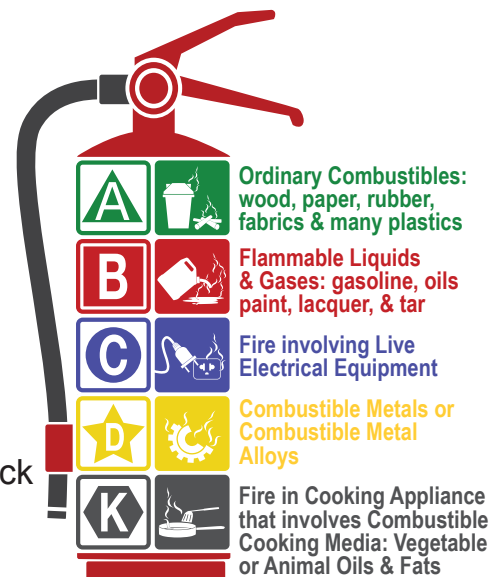 A
Ordinary Combustibles:
wood, paper, rubber,
fabrics & many plastics
B
Flammable Liquids
& Gases: gasoline, oils
paint, lacquer, & tar
C
Fire involving Live
Electrical Equipment
D
Combustible Metals or
Combustible Metal
Alloys
ck
K
Fire in Cooking Appliance
that involves Combustible
Cooking Media: Vegetable
or Animal Oils & Fats